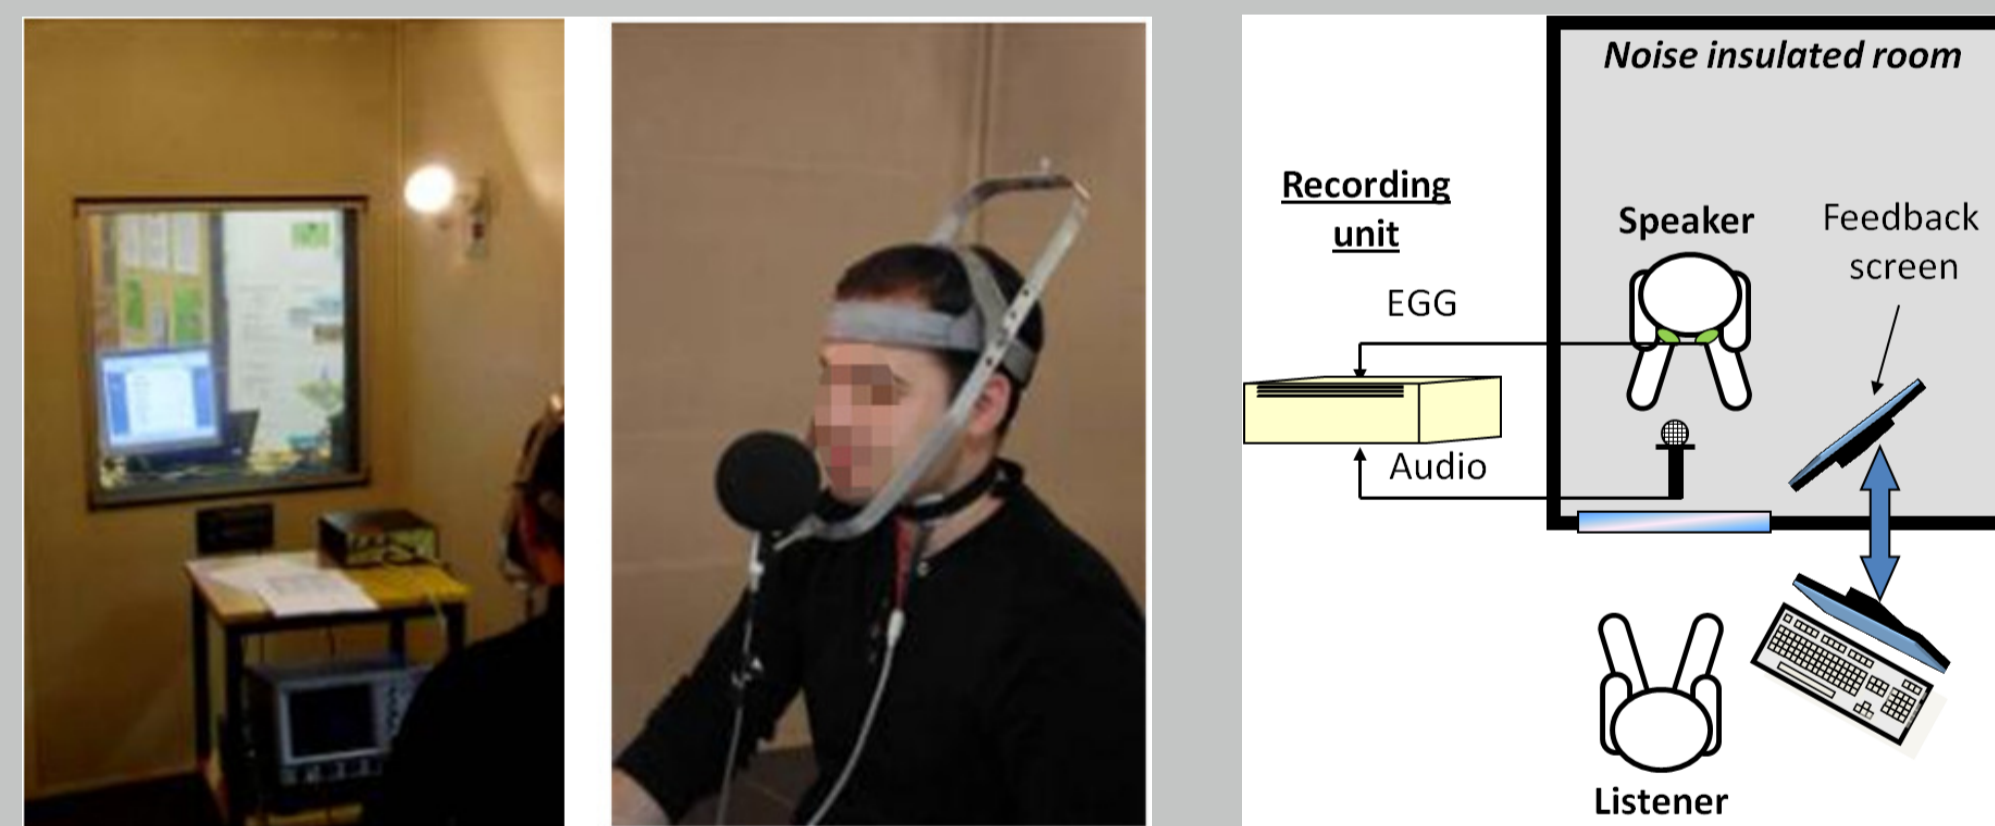 Noise insulated room
Recording
unit
Speaker
Feedback
screen
EGG
Audio
Listener